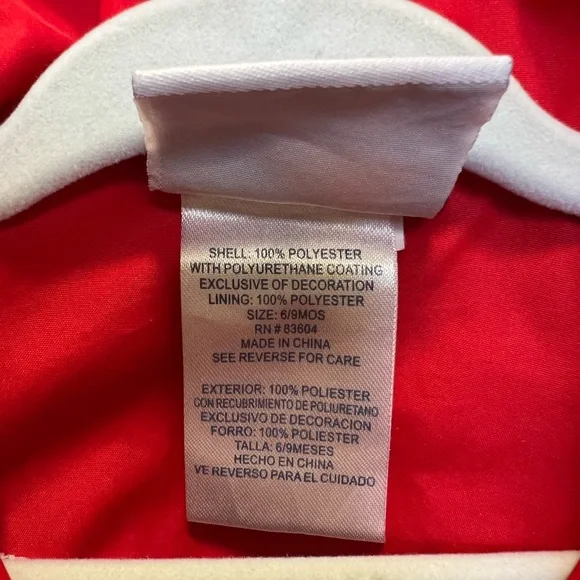 SHELL: 100% POLYESTER
WITH POLYURETHANE COATING
EXCLUSIVE OF DECORATION
LINING: 100% POLYESTER
SIZE: 6/9MOS
RN # 83604
MADE IN CHINA
SEE REVERSE FOR CARE
EXTERIOR: 100% POLIESTER
CON RECUBRIMIENTO DE POLIURETANO
EXCLUSIVO DE DECORACION
FORRO: 100% POLIESTER
TALLA: 6/9MESES
HECHO EN CHINA
VE REVERSO PARA EL CUIDADO